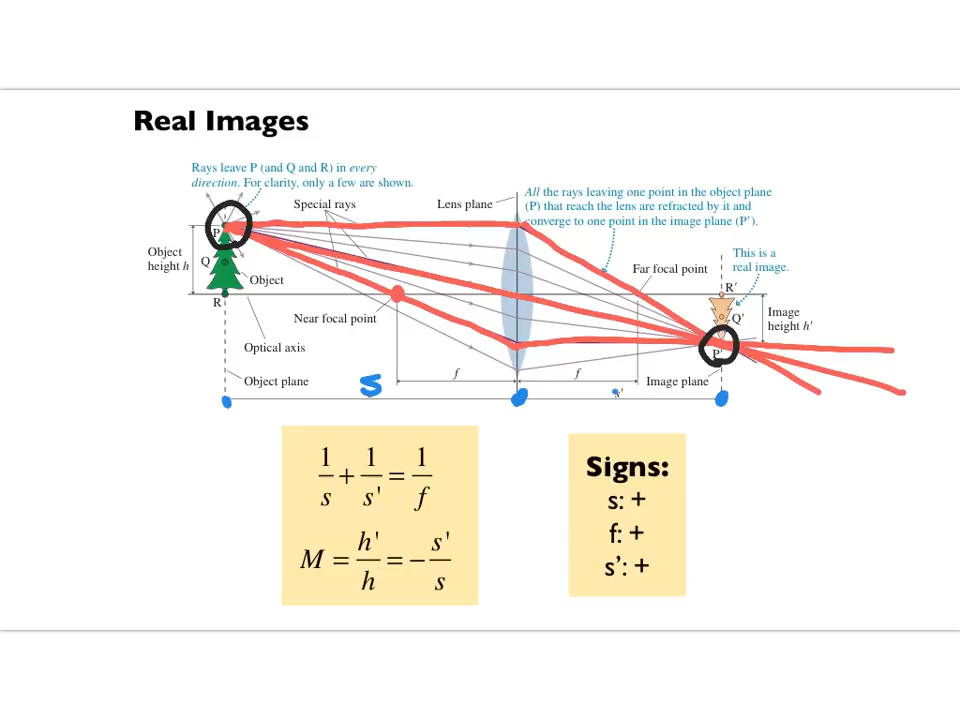 Real Images
Rays leave P (and Q and R) in every
direction. For clarity, only a few are shown.
Special rays
Lens plane
All the rays leaving one point in the object plane
(P) that reach the lens are refracted by it and
converge to one point in the image plane (P′).
P
Object
height h
Q
Object
R
Near focal point
Optical axis
Object plane
Far focal point
This is a
real image.
R′
Q′
Image
height h′
P′
Image plane
f
f
s
s′
1/s + 1/s' = 1/f
M = h'/h = − s'/s
Signs:
s: +
f: +
s’: +